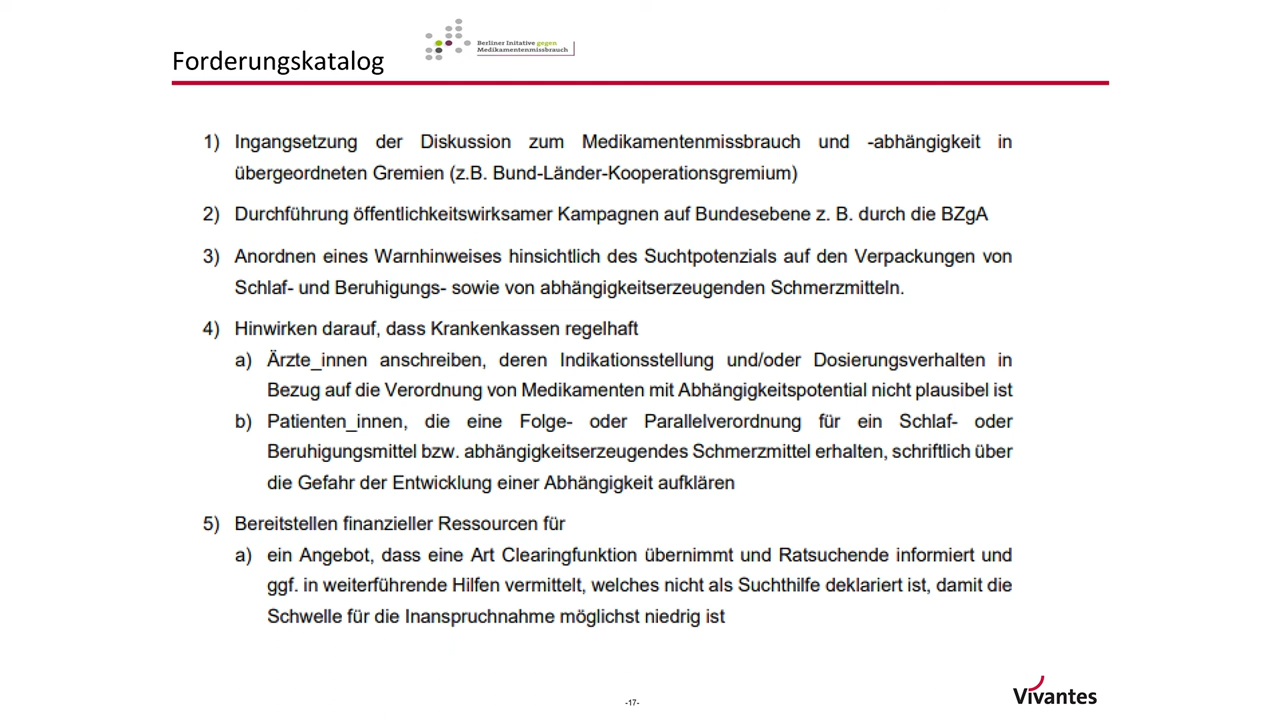 Forderungskatalog
Berliner Initative gegen
Medikamentenmissbrauch
1) Ingangsetzung der Diskussion zum Medikamentenmissbrauch und -abhängigkeit in
übergeordneten Gremien (z.B. Bund-Länder-Kooperationsgremium)
2) Durchführung öffentlichkeitswirksamer Kampagnen auf Bundesebene z. B. durch die BZgA
3) Anordnen eines Warnhinweises hinsichtlich des Suchtpotenzials auf den Verpackungen von
Schlaf- und Beruhigungs- sowie von abhängigkeitserzeugenden Schmerzmitteln.
4) Hinwirken darauf, dass Krankenkassen regelhaft
a) Ärzte_innen anschreiben, deren Indikationsstellung und/oder Dosierungsverhalten in
Bezug auf die Verordnung von Medikamenten mit Abhängigkeitspotential nicht plausibel ist
b) Patienten_innen, die eine Folge- oder Parallelverordnung für ein Schlaf- oder
Beruhigungsmittel bzw. abhängigkeitserzeugendes Schmerzmittel erhalten, schriftlich über
die Gefahr der Entwicklung einer Abhängigkeit aufklären
5) Bereitstellen finanzieller Ressourcen für
a) ein Angebot, dass eine Art Clearingfunktion übernimmt und Ratsuchende informiert und
ggf. in weiterführende Hilfen vermittelt, welches nicht als Suchthilfe deklariert ist, damit die
Schwelle für die Inanspruchnahme möglichst niedrig ist
-17-
Vivantes